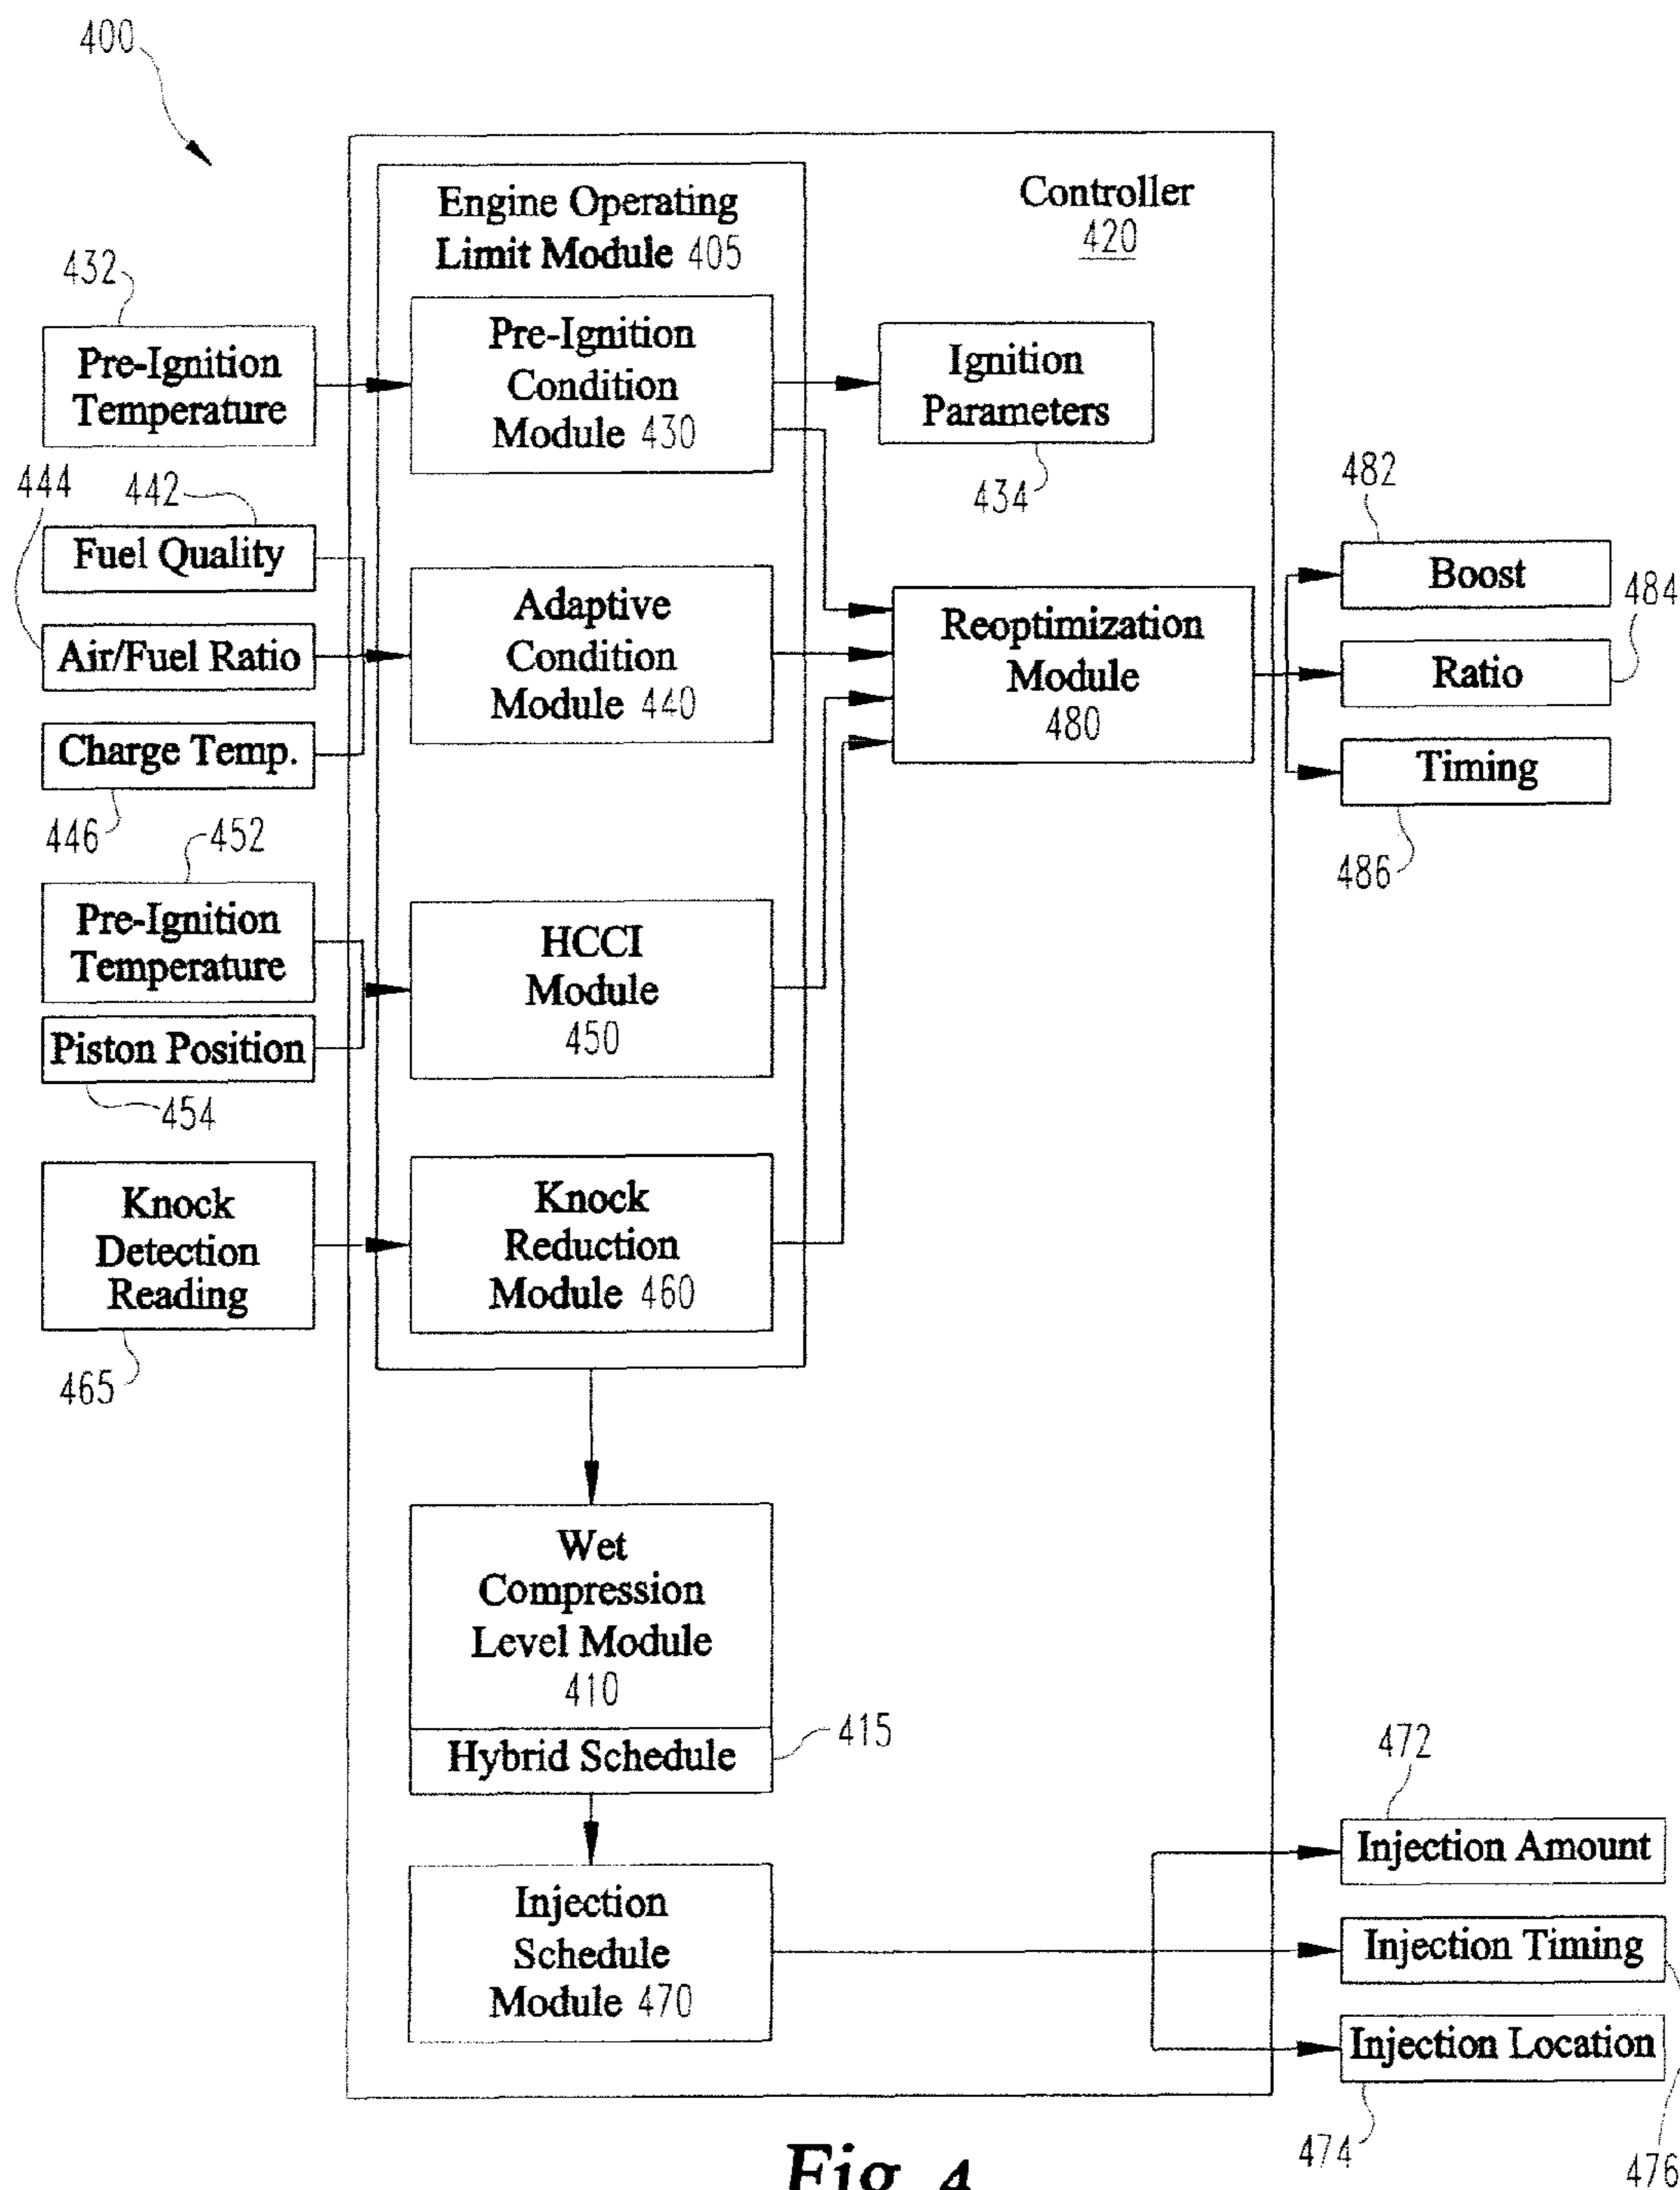 400
Controller
420
Engine Operating
Limit Module 405
432
Pre-Ignition
Temperature
Pre-Ignition
Condition
Module 430
Ignition
Parameters
434
444
442
Fuel Quality
Air/Fuel Ratio
Charge Temp.
446
Adaptive
Condition
Module 440
Reoptimization
Module
480
482
Boost
484
Ratio
Timing
486
452
Pre-Ignition
Temperature
Piston Position
454
HCCI
Module
450
Knock
Detection
Reading
465
Knock
Reduction
Module 460
Wet
Compression
Level Module
410
Hybrid Schedule
415
Injection
Schedule
Module 470
472
Injection Amount
Injection Timing
Injection Location
474
476
Fig. 4